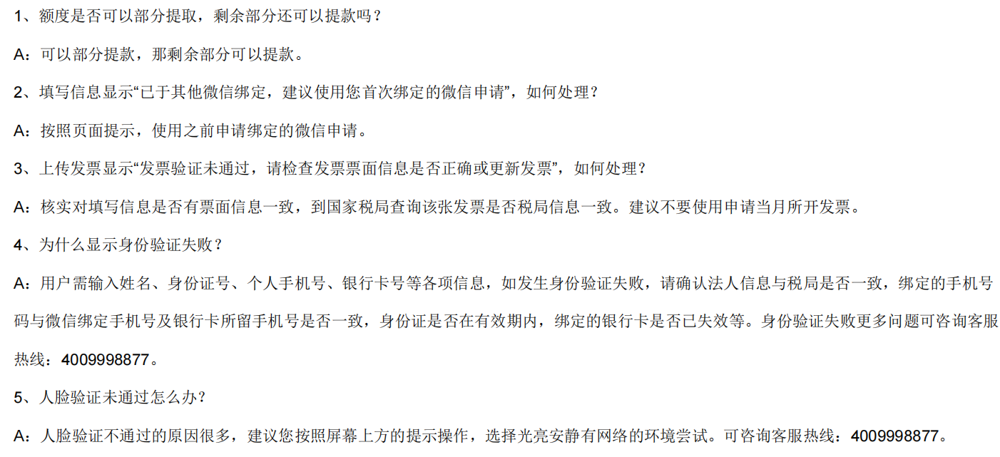 1、额度是否可以部分提取，剩余部分还可以提款吗？
A：可以部分提款，那剩余部分可以提款。
2、填写信息显示“已于其他微信绑定，建议使用您首次绑定的微信申请”，如何处理？
A：按照页面提示，使用之前申请绑定的微信申请。
3、上传发票显示“发票验证未通过，请检查发票票面信息是否正确或更新发票”，如何处理？
A：核实对填写信息是否有票面信息一致，到国家税局查询该张发票是否税局信息一致。建议不要使用申请当月所开发票。
4、为什么显示身份验证失败？
A：用户需输入姓名、身份证号、个人手机号、银行卡号等各项信息，如发生身份验证失败，请确认法人信息与税局是否一致，绑定的手机号
码与微信绑定手机号及银行卡所留手机号是否一致，身份证是否在有效期内，绑定的银行卡是否已失效等。身份验证失败更多问题可咨询客服
热线：4009998877。
5、人脸验证未通过怎么办？
A：人脸验证不通过的原因很多，建议您按照屏幕上方的提示操作，选择光亮安静有网络的环境尝试。可咨询客服热线：4009998877。